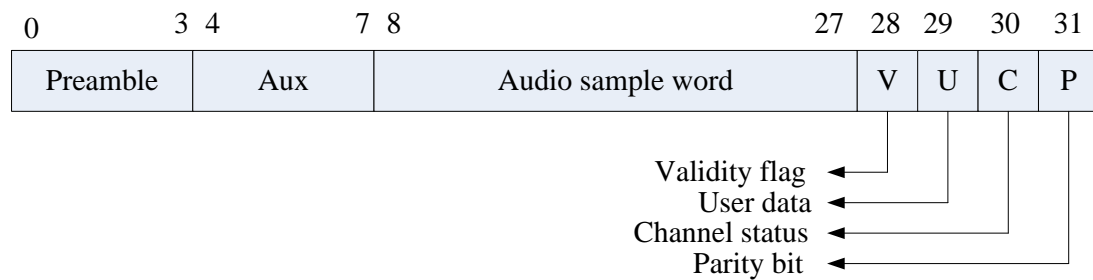 0 3 4 7 8 27 28 29 30 31
Preamble Aux Audio sample word V U C P
Validity flag
User data
Channel status
Parity bit